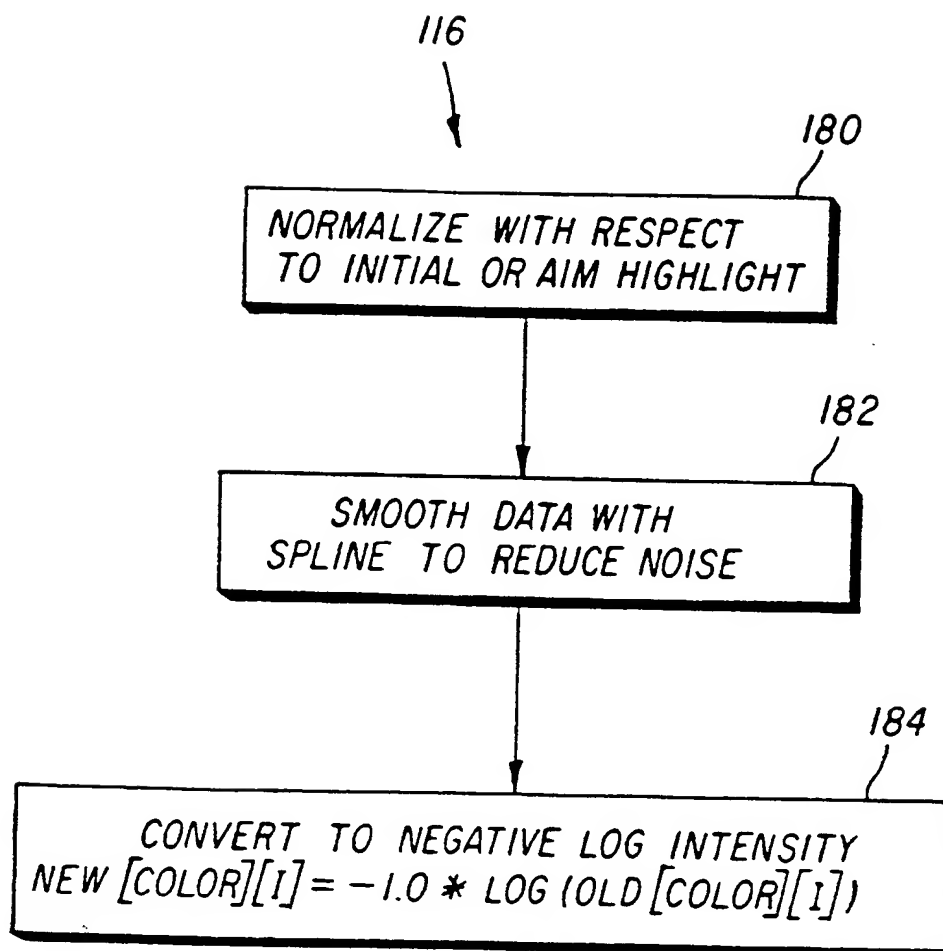 116
180
NORMALIZE WITH RESPECT
TO INITIAL OR AIM HIGHLIGHT
182
SMOOTH DATA WITH
SPLINE TO REDUCE NOISE
184
CONVERT TO NEGATIVE LOG INTENSITY
NEW [COLOR][I] = -1.0 * LOG (OLD [COLOR][I])